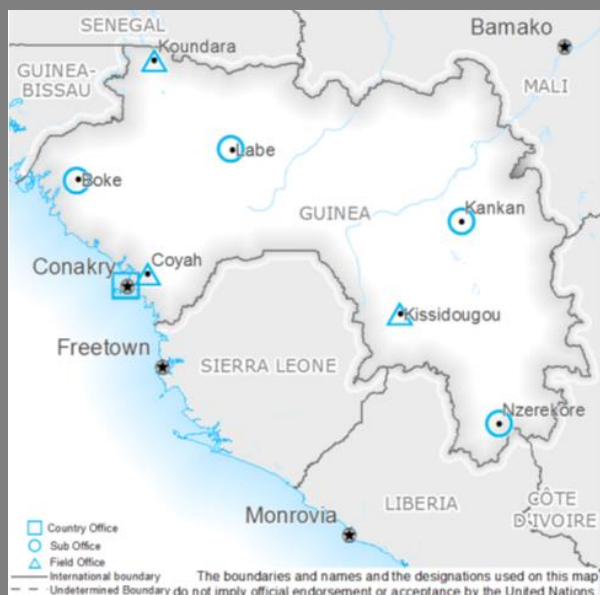 SENEGAL
Bamako
Koundara
GUINEA-
BISSAU
MALI
Labe
Boke
Kankan
GUINEA
Coyah
Conakry
Kissidougou
Freetown
SIERRA LEONE
Nzerekore
LIBERIA
CÔTE
D'IVOIRE
Monrovia
Country Office
Sub Office
Field Office
International boundary
The boundaries and names and the designations used on this map
Undetermined Boundary
do not imply official endorsement or acceptance by the United Nations.